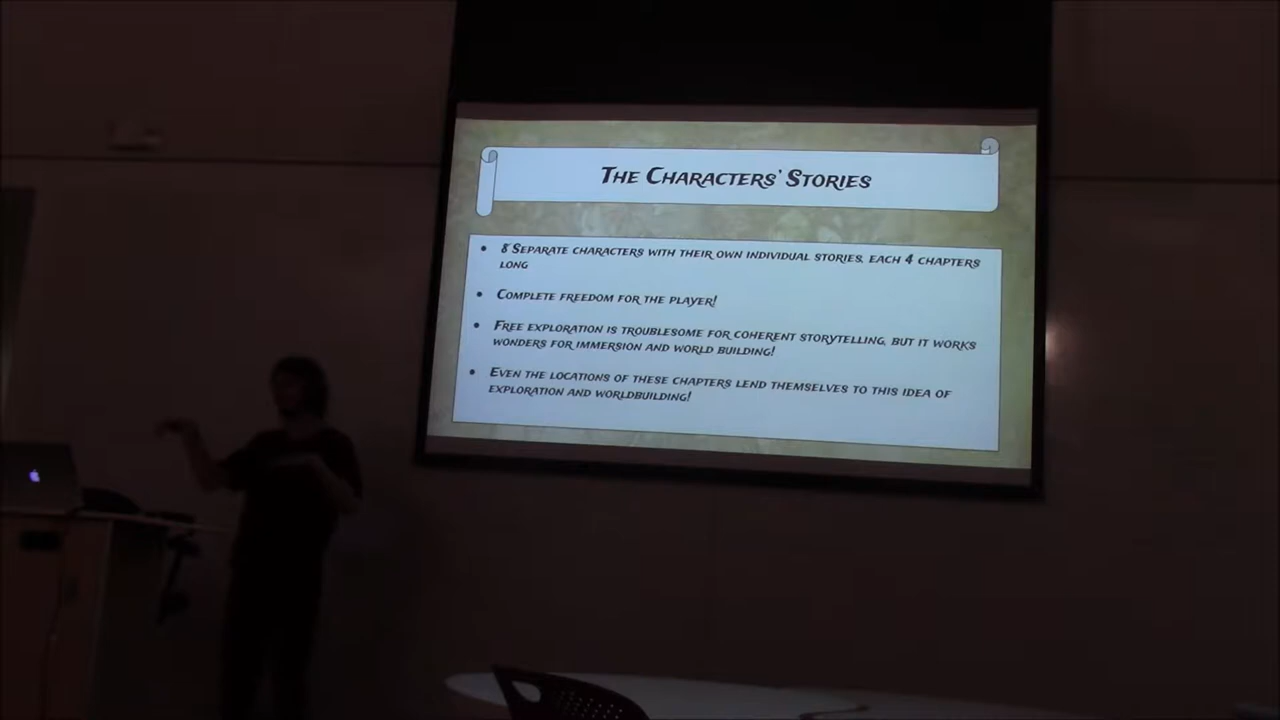 The Characters' Stories
8 Separate characters with their own individual stories, each 4 chapters
long
Complete freedom for the player!
Free exploration is troublesome for coherent storytelling, but it works
wonders for immersion and world building!
Even the locations of these chapters lend themselves to this idea of
exploration and worldbuilding!